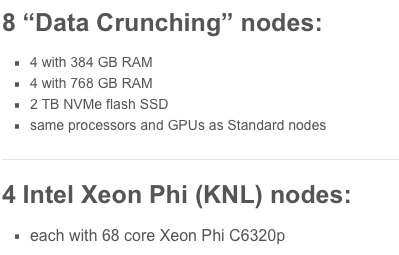 8 “Data Crunching” nodes:
4 with 384 GB RAM
4 with 768 GB RAM
2 TB NVMe flash SSD
same processors and GPUs as Standard nodes
4 Intel Xeon Phi (KNL) nodes:
each with 68 core Xeon Phi C6320p